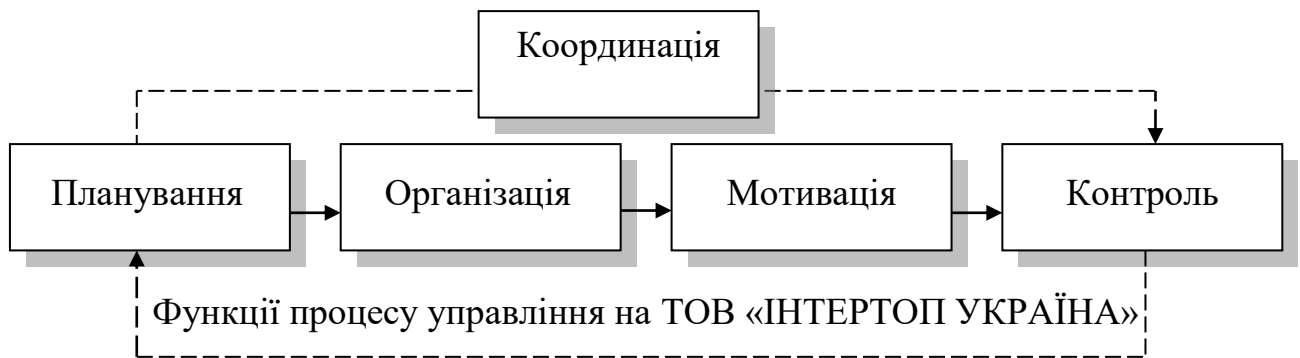 Координація
Планування
Організація
Мотивація
Контроль
Функції процесу управління на ТОВ «ІНТЕРТОП УКРАЇНА»